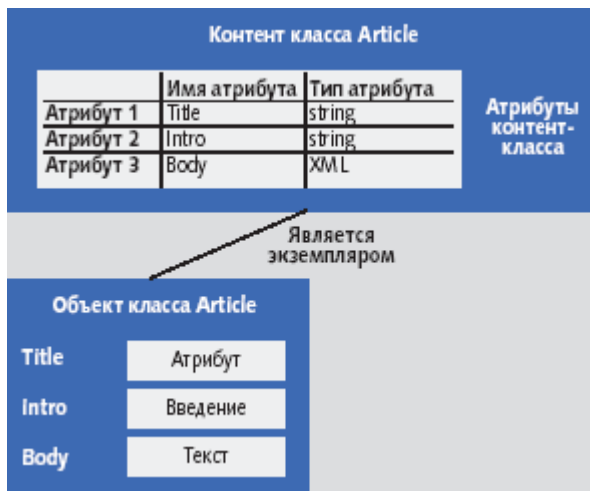 Контент класса Article
Имя атрибута Тип атрибута
Атрибут 1 Title string
Атрибут 2 Intro string
Атрибут 3 Body XML
Атрибуты
контент-
класса
Является
экземпляром
Объект класса Article
Title Атрибут
Intro Введение
Body Текст